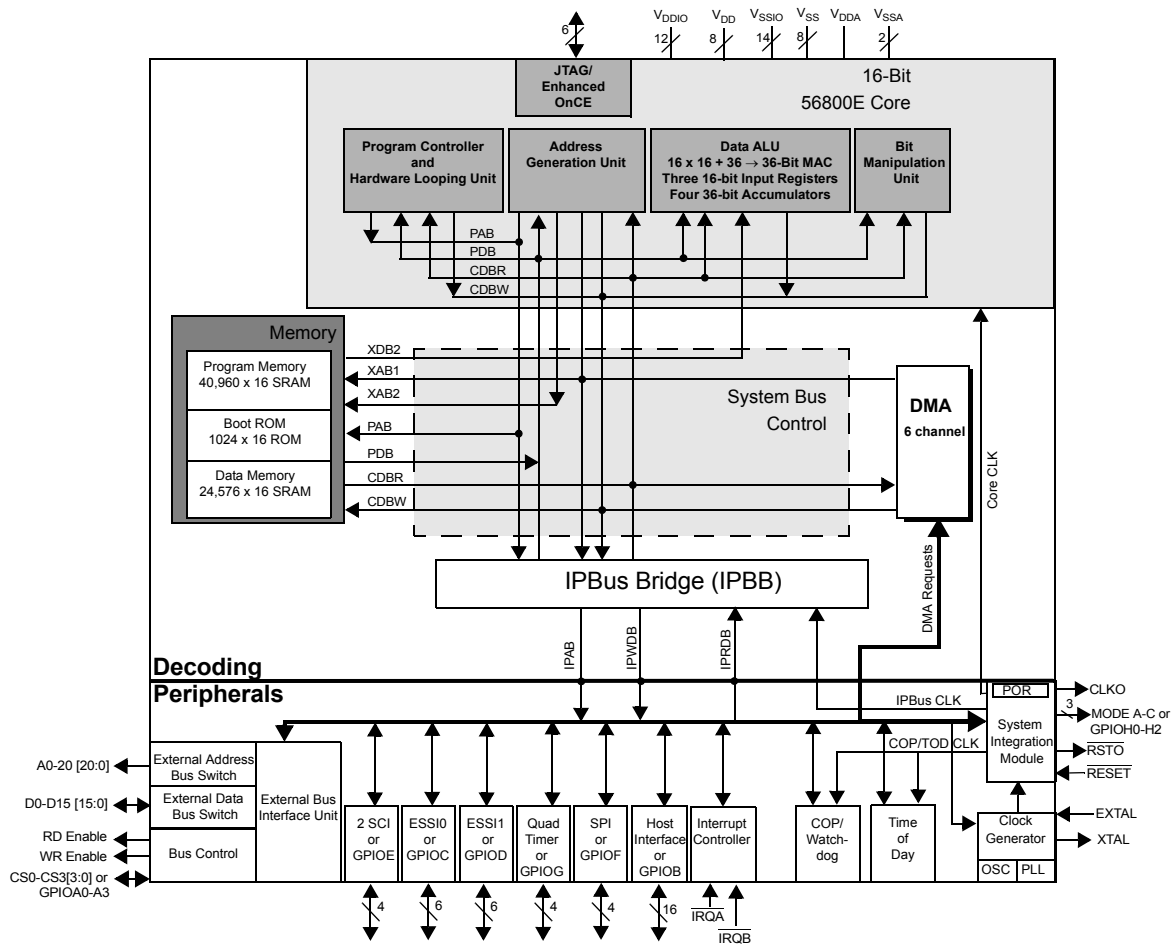 6
VDDIO
12
VDD
8
VSSIO
14
VSS
8
VDDA
VSSA
2
JTAG/
Enhanced
OnCE
16-Bit
56800E Core
Program Controller
and
Hardware Looping Unit
Address
Generation Unit
Data ALU
16 x 16 + 36 → 36-Bit MAC
Three 16-bit Input Registers
Four 36-bit Accumulators
Bit
Manipulation
Unit
PAB
PDB
CDBR
CDBW
Memory
Program Memory
40,960 x 16 SRAM
Boot ROM
1024 x 16 ROM
Data Memory
24,576 x 16 SRAM
XDB2
XAB1
XAB2
PAB
PDB
CDBR
CDBW
System Bus
Control
DMA
6 channel
Core CLK
DMA Requests
IPBus Bridge (IPBB)
IPAB
IPWDB
IPRDB
Decoding
Peripherals
IPBus CLK
COP/TOD CLK
POR
System
Integration
Module
CLKO
3
MODE A-C or
GPIOH0-H2
RSTO
RESET
EXTAL
XTAL
Clock
Generator
OSC
PLL
A0-20 [20:0]
D0-D15 [15:0]
RD Enable
WR Enable
CS0-CS3[3:0] or
GPIOA0-A3
External Address
Bus Switch
External Data
Bus Switch
Bus Control
External Bus
Interface Unit
2 SCI
or
GPIOE
ESSI0
or
GPIOC
ESSI1
or
GPIOD
Quad
Timer
or
GPIOG
SPI
or
GPIOF
Host
Interface
or
GPIOB
Interrupt
Controller
COP/
Watch-
dog
Time
of
Day
4
6
6
4
4
16
IRQA
IRQB